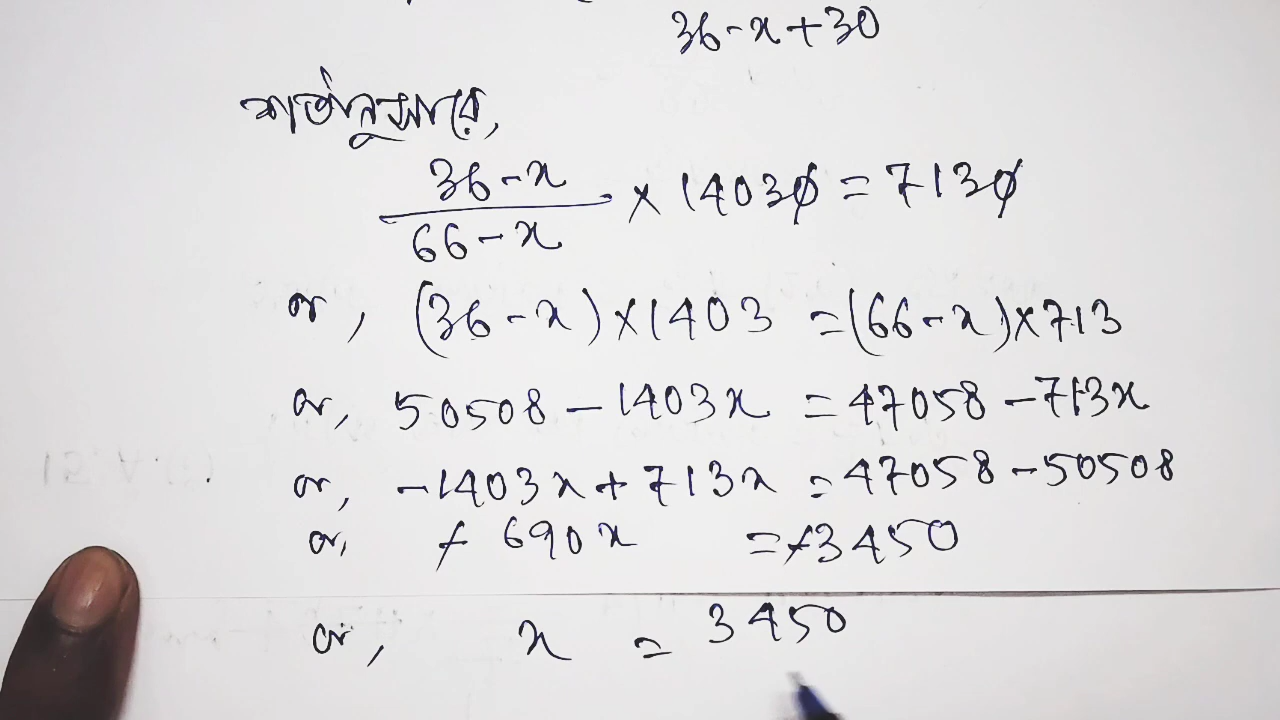 36-x+30
শর্তানুসারে,
36-x/66-x × 14030 = 7130
or, (36-x)×1403 =(66-x)×713
or, 50508-1403x =47058-713x
or, -1403x+713x =47058-50508
or, -690x =-3450
or, x = 3450